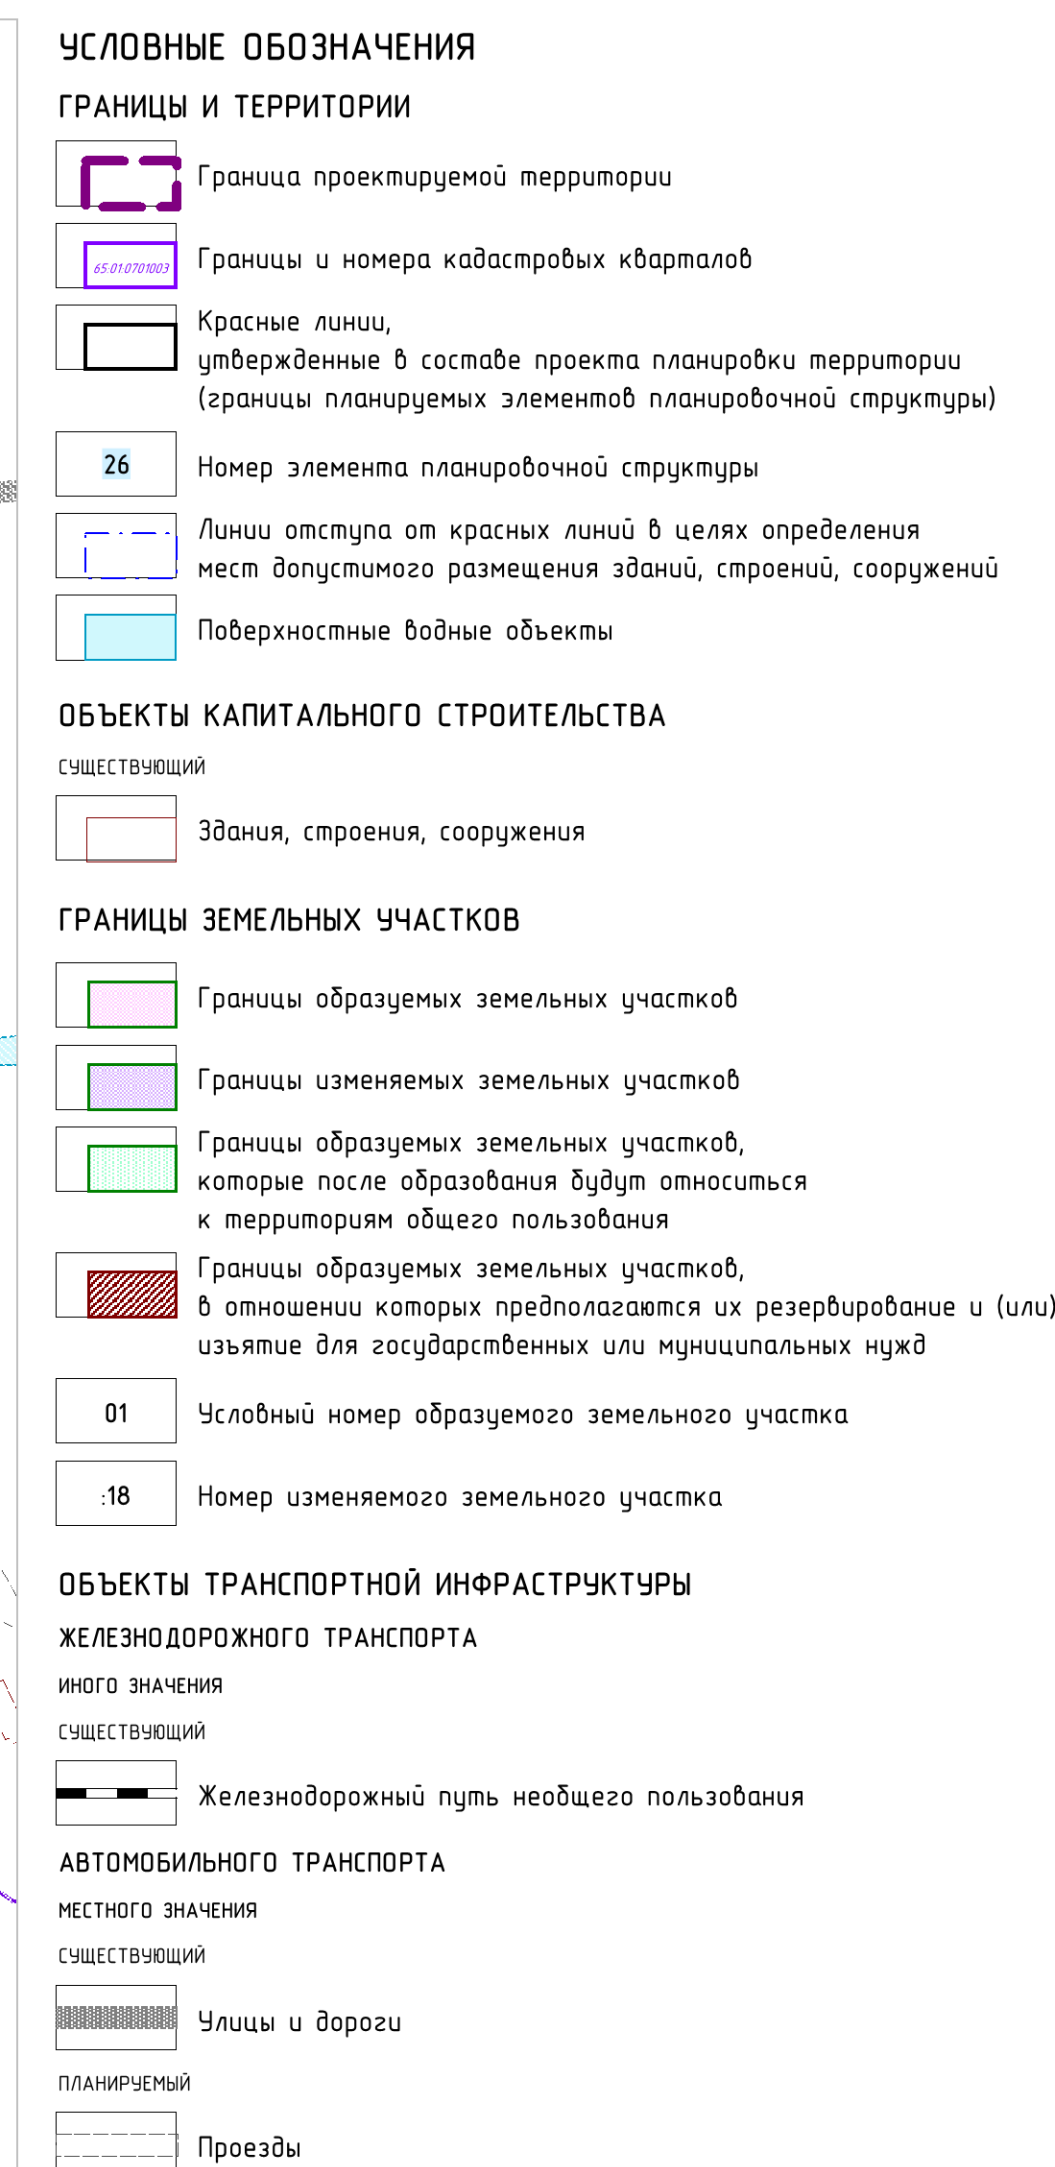 УСЛОВНЫЕ ОБОЗНАЧЕНИЯ
ГРАНИЦЫ И ТЕРРИТОРИИ
Граница проектируемой территории
65:01:0701003
Границы и номера кадастровых кварталов
Красные линии,
утвержденные в составе проекта планировки территории
(границы планируемых элементов планировочной структуры)
26
Номер элемента планировочной структуры
Линии отступа от красных линий в целях определения
мест допустимого размещения зданий, строений, сооружений
Поверхностные водные объекты
ОБЪЕКТЫ КАПИТАЛЬНОГО СТРОИТЕЛЬСТВА
СУЩЕСТВУЮЩИЙ
Здания, строения, сооружения
ГРАНИЦЫ ЗЕМЕЛЬНЫХ УЧАСТКОВ
Границы образуемых земельных участков
Границы изменяемых земельных участков
Границы образуемых земельных участков,
которые после образования будут относиться
к территориям общего пользования
Границы образуемых земельных участков,
в отношении которых предполагаются их резервирование и (или)
изъятие для государственных или муниципальных нужд
01
Условный номер образуемого земельного участка
:18
Номер изменяемого земельного участка
ОБЪЕКТЫ ТРАНСПОРТНОЙ ИНФРАСТРУКТУРЫ
ЖЕЛЕЗНОДОРОЖНОГО ТРАНСПОРТА
ИНОГО ЗНАЧЕНИЯ
СУЩЕСТВУЮЩИЙ
Железнодорожный путь необщего пользования
АВТОМОБИЛЬНОГО ТРАНСПОРТА
МЕСТНОГО ЗНАЧЕНИЯ
СУЩЕСТВУЮЩИЙ
Улицы и дороги
ПЛАНИРУЕМЫЙ
Проезды